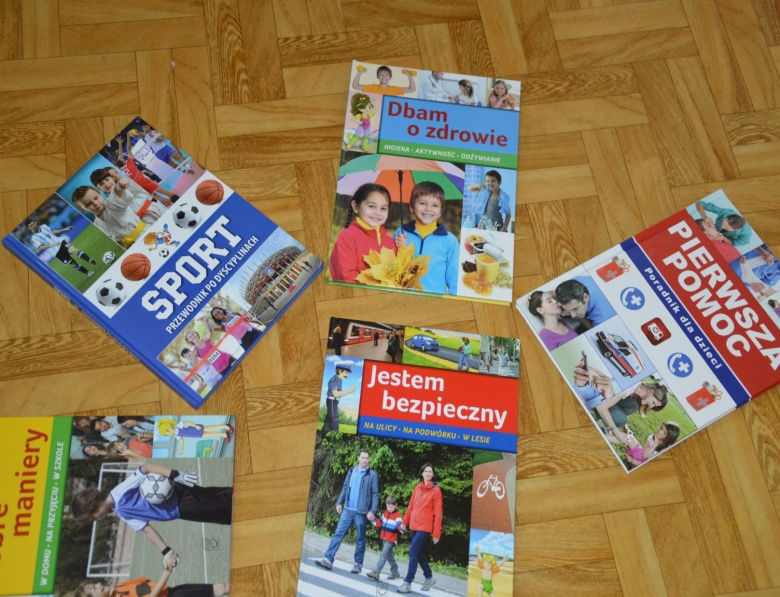 Dbam
o zdrowie
HIGIENA • AKTYWNOŚĆ • ODŻYWIANIE
SPORT
PRZEWODNIK PO DYSCYPLINACH
PIERWSZA
POMOC
Poradnik dla dzieci
Jestem
bezpieczny
NA ULICY • NA PODWÓRKU • W LESIE
maniery
W DOMU • NA PRZYJĘCIU • W SZKOLE